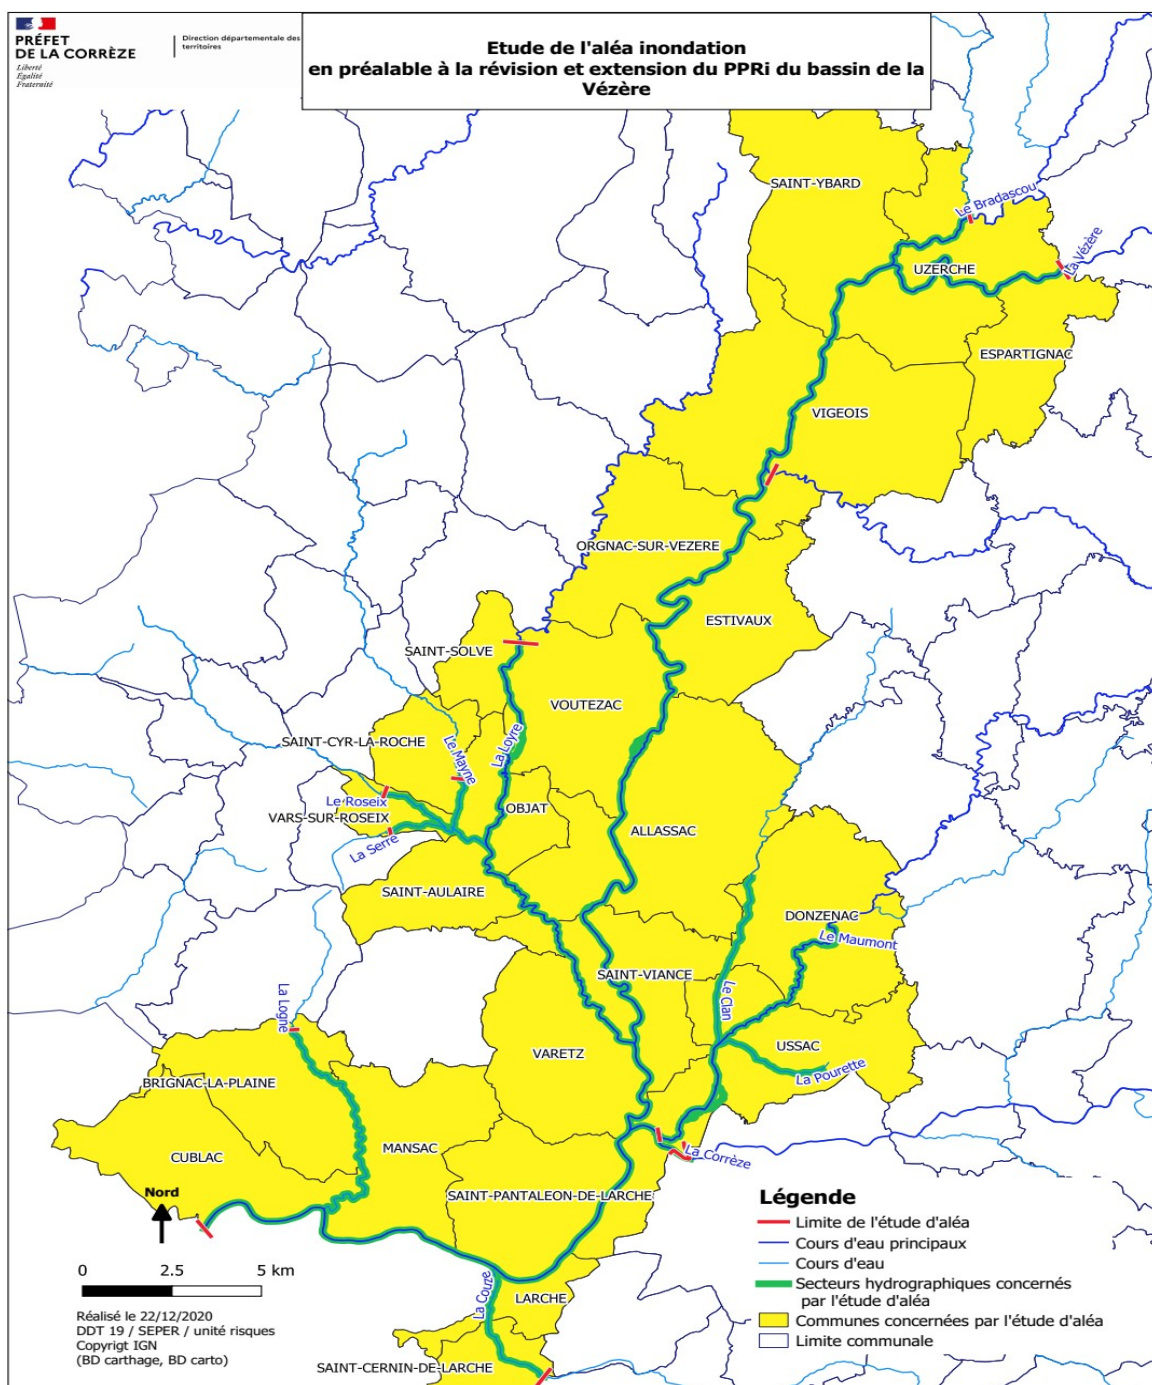 PRÉFET
DE LA CORRÈZE
Liberté
Égalité
Fraternité
Direction départementale des
territoires
Etude de l'aléa inondation
en préalable à la révision et extension du PPRi du bassin de la
Vézère
SAINT-YBARD
Le Bradascou
La Vézère
UZERCHE
ESPARTIGNAC
VIGEOIS
ORGNAC-SUR-VEZERE
ESTIVAUX
SAINT-SOLVE
VOUTEZAC
SAINT-CYR-LA-ROCHE
Le Mayne
La Loyre
Le Roseix
OBJAT
VARS-SUR-ROSEIX
ALLASSAC
La Serre
SAINT-AULAIRE
DONZENAC
Le Maumont
SAINT-VIANCE
Le Clan
La Logne
VARETZ
USSAC
La Pourette
BRIGNAC-LA-PLAINE
MANSAC
CUBLAC
La Corrèze
SAINT-PANTALEON-DE-LARCHE
Nord
La Couze
LARCHE
SAINT-CERNIN-DE-LARCHE
0 2.5 5 km
Réalisé le 22/12/2020
DDT 19 / SEPER / unité risques
Copyrigt IGN
(BD carthage, BD carto)
Légende
Limite de l'étude d'aléa
Cours d'eau principaux
Cours d'eau
Secteurs hydrographiques concernés
par l'étude d'aléa
Communes concernées par l'étude d'aléa
Limite communale